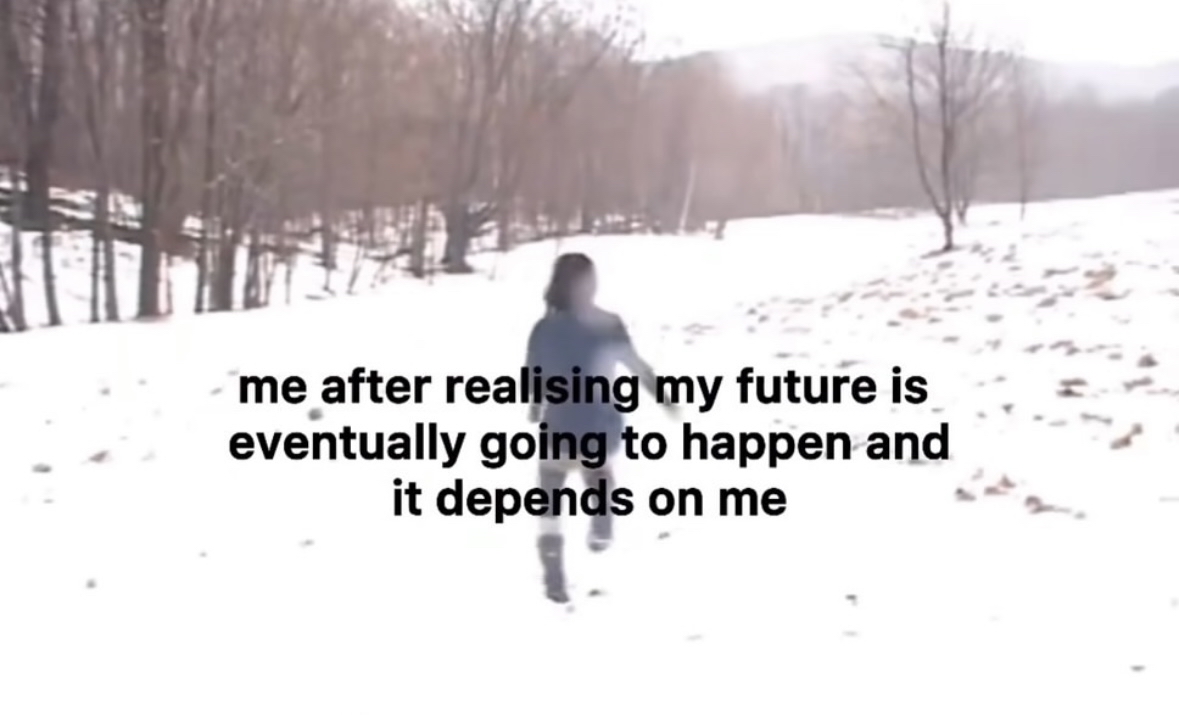 me after realising my future is
eventually going to happen and
it depends on me